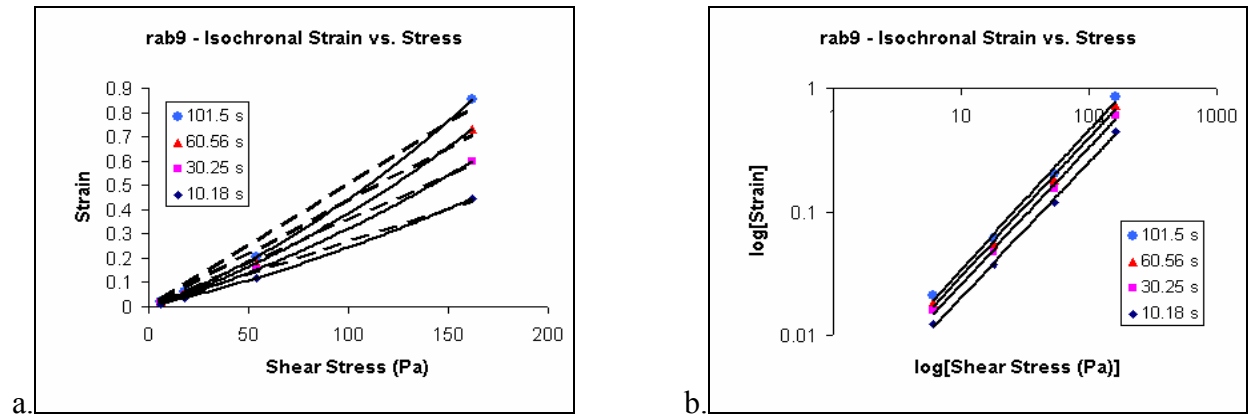 rab9 - Isochronal Strain vs. Stress
0.9
0.8
0.7
0.6
0.5
0.4
0.3
0.2
0.1
0
Strain
101.5 s
60.56 s
30.25 s
10.18 s
0 50 100 150 200
Shear Stress (Pa)
a.
rab9 - Isochronal Strain vs. Stress
1
0.1
0.01
log[Strain]
10 100 1000
101.5 s
60.56 s
30.25 s
10.18 s
log[Shear Stress (Pa)]
b.